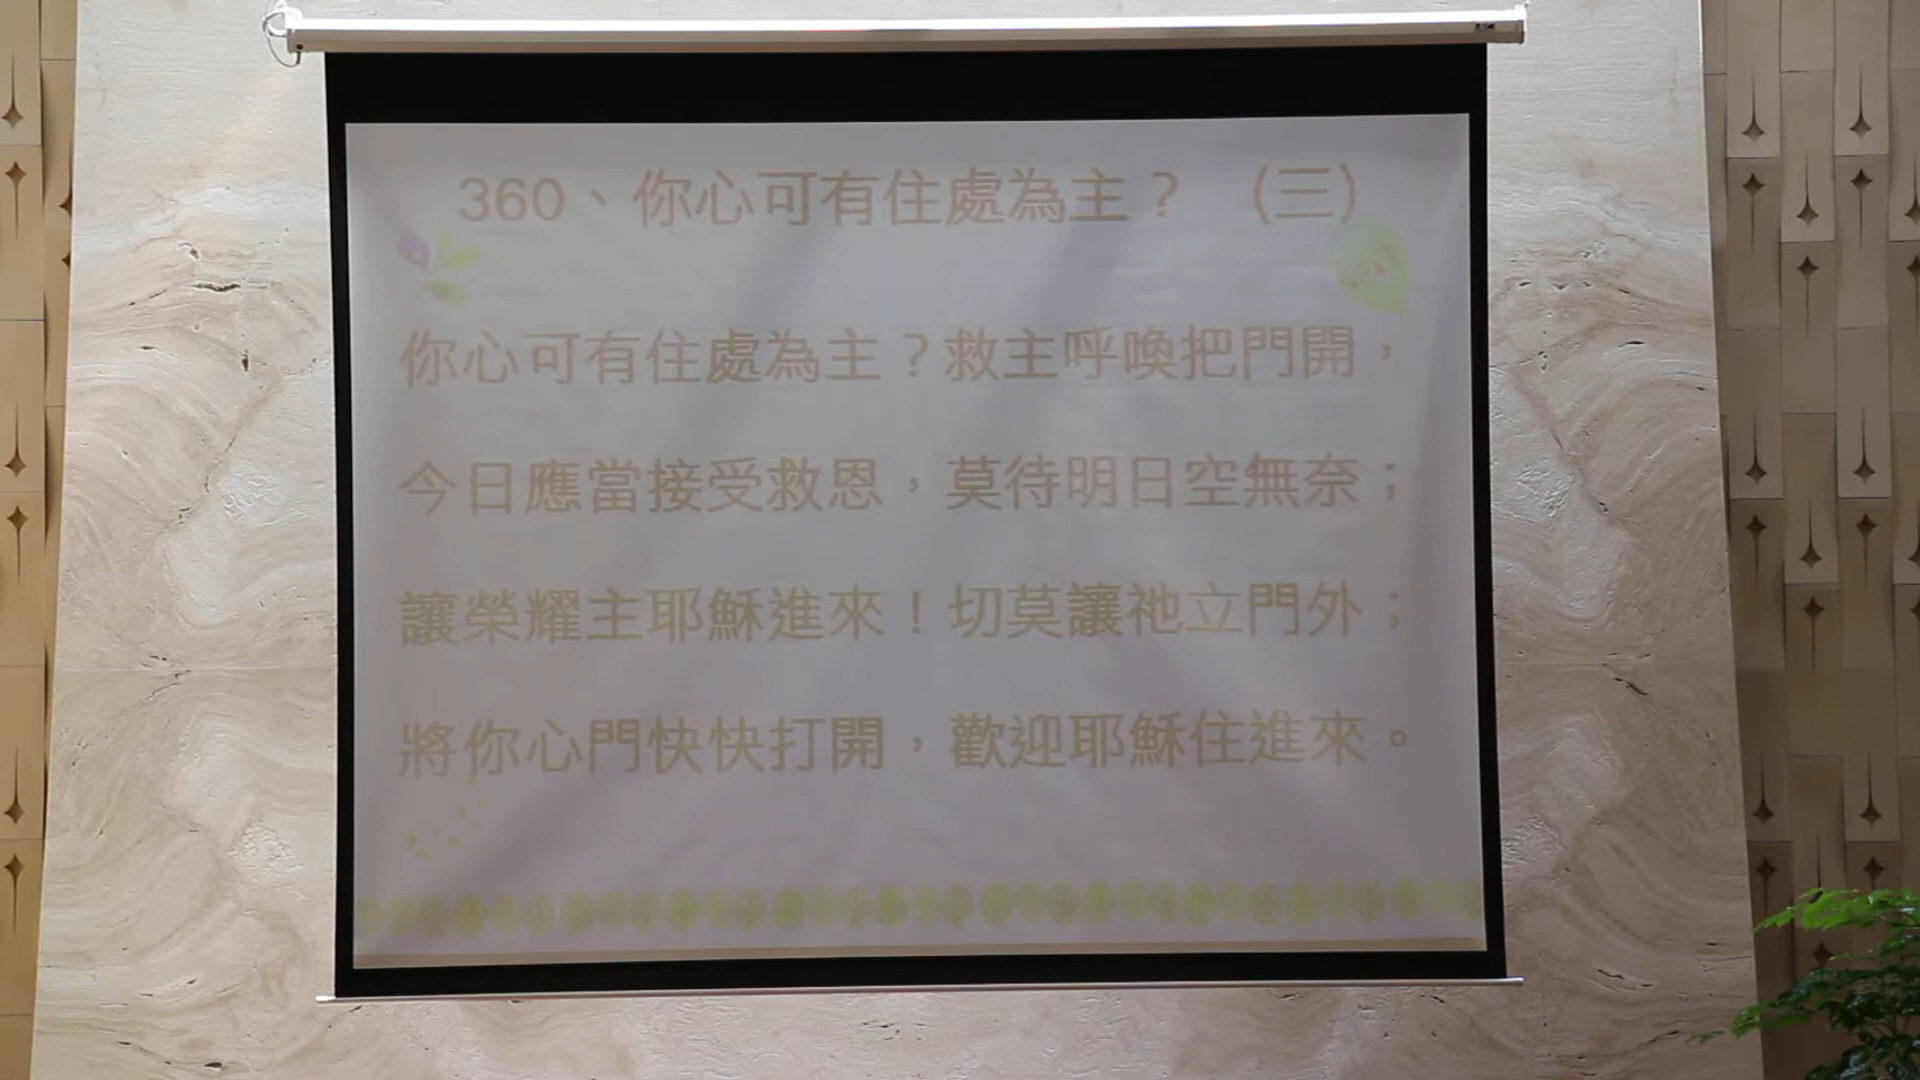 360、你心可有住處為主？ (三)
你心可有住處為主？救主呼喚把門開，
今日應當接受救恩，莫待明日空無奈；
讓榮耀主耶穌進來！切莫讓祂立門外；
將你心門快快打開，歡迎耶穌住進來。